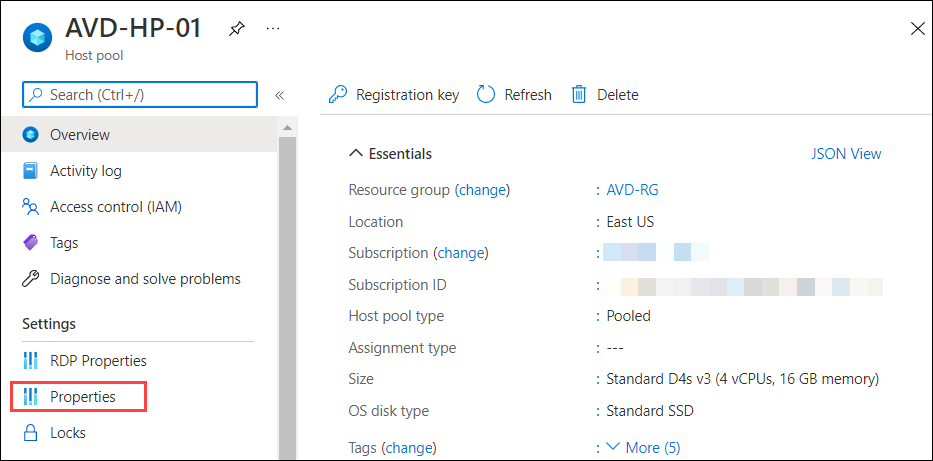 AVD-HP-01
...
Host pool
Search (Ctrl+/)
«
Overview
Activity log
Access control (IAM)
Tags
Diagnose and solve problems
Settings
RDP Properties
Properties
Locks
Registration key
Refresh
Delete
Essentials
JSON View
Resource group (change) : AVD-RG
Location : East US
Subscription (change) :
Subscription ID :
Host pool type : Pooled
Assignment type : ---
Size : Standard D4s v3 (4 vCPUs, 16 GB memory)
OS disk type : Standard SSD
Tags (change) : More (5)